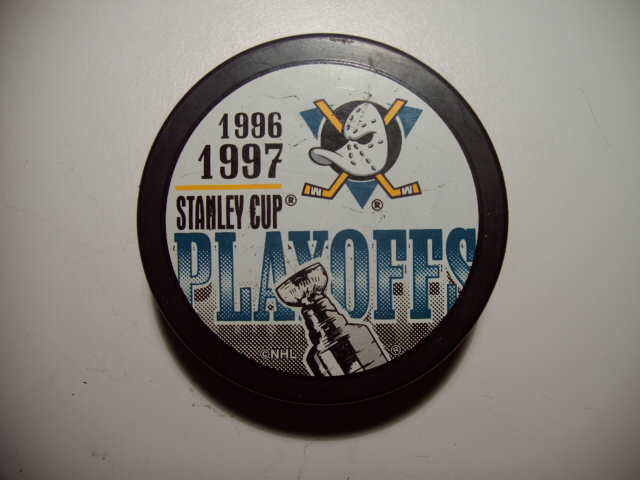 1996
1997
STANLEY CUP®
PLAYOFFS
®
©NHL
®